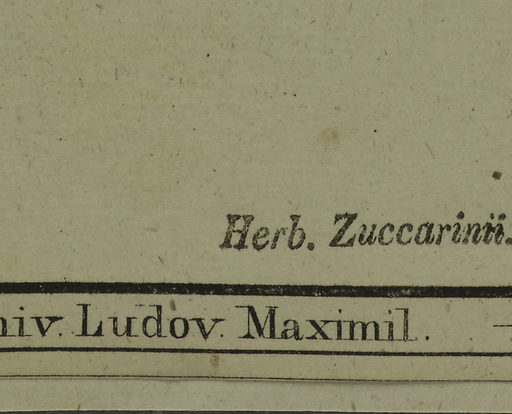 Herb. Zuccarinii.
niv. Ludov. Maximil. —